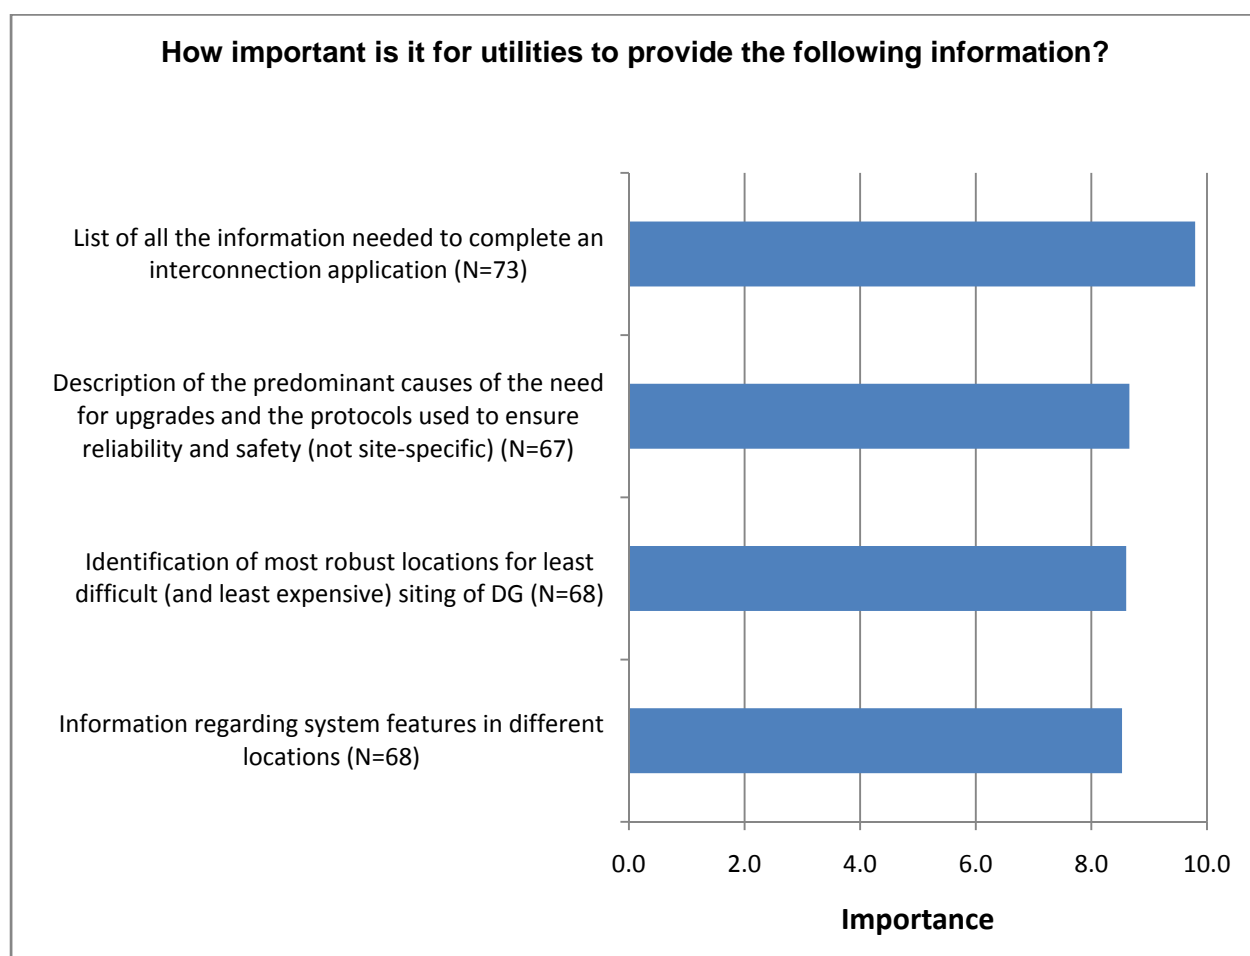 How important is it for utilities to provide the following information?
List of all the information needed to complete an
interconnection application (N=73)
Description of the predominant causes of the need
for upgrades and the protocols used to ensure
reliability and safety (not site-specific) (N=67)
Identification of most robust locations for least
difficult (and least expensive) siting of DG (N=68)
Information regarding system features in different
locations (N=68)
0.0 2.0 4.0 6.0 8.0 10.0
Importance